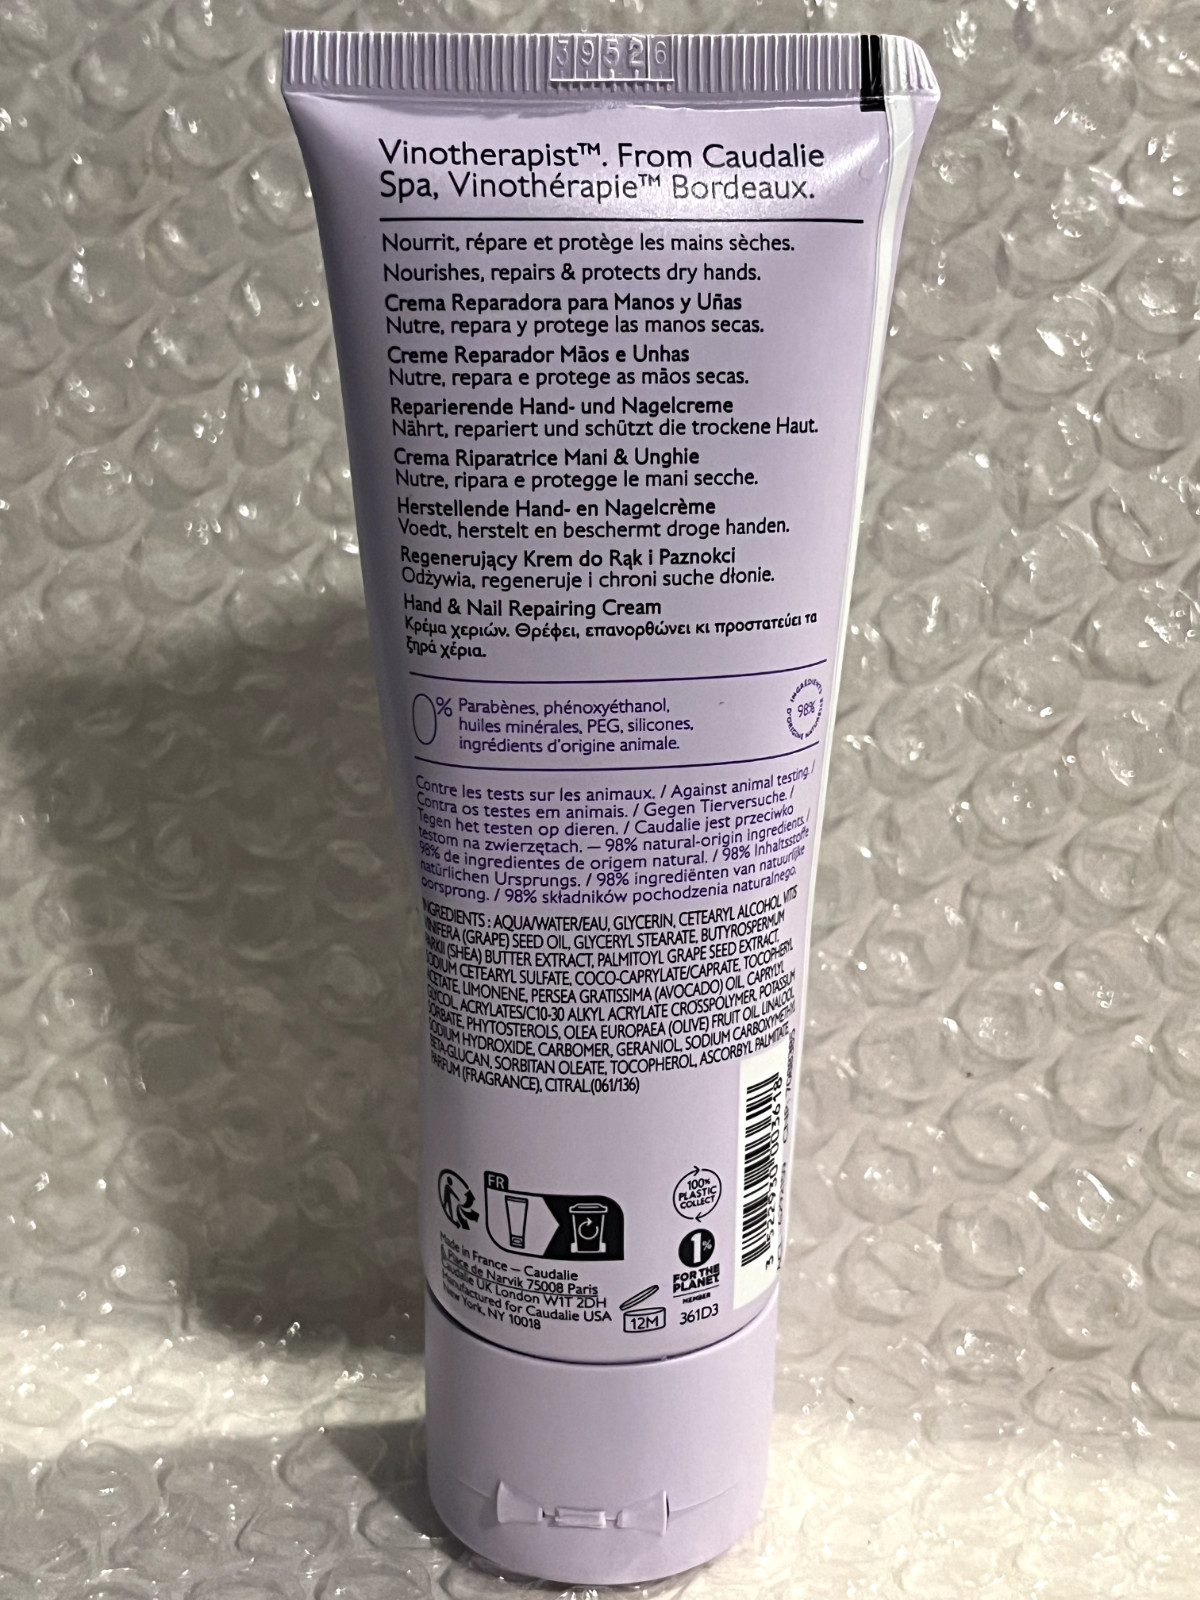 39526
Vinotherapist™. From Caudalie
Spa, Vinothérapie™ Bordeaux.
Nourrit, répare et protège les mains sèches.
Nourishes, repairs & protects dry hands.
Crema Reparadora para Manos y Uñas
Nutre, repara y protege las manos secas.
Creme Reparador Mãos e Unhas
Nutre, repara e protege as mãos secas.
Reparierende Hand- und Nagelcreme
Nährt, repariert und schützt die trockene Haut.
Crema Riparatrice Mani & Unghie
Nutre, ripara e protegge le mani secche.
Herstellende Hand- en Nagelcrème
Voedt, herstelt en beschermt droge handen.
Regenerujący Krem do Rąk i Paznokci
Odżywia, regeneruje i chroni suche dłonie.
Hand & Nail Repairing Cream
Κρέμα χεριών. Θρέφει, επανορθώνει κι προστατεύει τα
ξηρά χέρια.
0% Parabènes, phénoxyéthanol,
huiles minérales, PEG, silicones,
ingrédients d'origine animale.
98% INGRÉDIENTS D'ORIGINE NATURELLE
Contre les tests sur les animaux. / Against animal testing. /
Contra os testes em animais. / Gegen Tierversuche. /
Tegen het testen op dieren. / Caudalie jest przeciwko
testom na zwierzętach. — 98% natural-origin ingredients. /
98% de ingredientes de origem natural. / 98% Inhaltsstoffe
natürlichen Ursprungs. / 98% ingrediënten van natuurlijke
oorsprong. / 98% składników pochodzenia naturalnego.
INGREDIENTS : AQUA/WATER/EAU, GLYCERIN, CETEARYL ALCOHOL, VITIS
VINIFERA (GRAPE) SEED OIL, GLYCERYL STEARATE, BUTYROSPERMUM
PARKII (SHEA) BUTTER EXTRACT, PALMITOYL GRAPE SEED EXTRACT,
SODIUM CETEARYL SULFATE, COCO-CAPRYLATE/CAPRATE, TOCOPHERYL
ACETATE, LIMONENE, PERSEA GRATISSIMA (AVOCADO) OIL, CAPRYLYL
GLYCOL, ACRYLATES/C10-30 ALKYL ACRYLATE CROSSPOLYMER, POTASSIUM
SORBATE, PHYTOSTEROLS, OLEA EUROPAEA (OLIVE) FRUIT OIL, LINALOOL,
SODIUM HYDROXIDE, CARBOMER, GERANIOL, SODIUM CARBOXYMETHYL
BETA-GLUCAN, SORBITAN OLEATE, TOCOPHEROL, ASCORBYL PALMITATE,
PARFUM (FRAGRANCE), CITRAL.(061/136)
FR
100%
PLASTIC
COLLECT
1%
FOR THE
PLANET
MEMBER
Made in France — Caudalie
6, Place de Narvik 75008 Paris
Caudalie UK London W1T 2DH
Manufactured for Caudalie USA
New York, NY 10018
12M
361D3
3 522930 003618